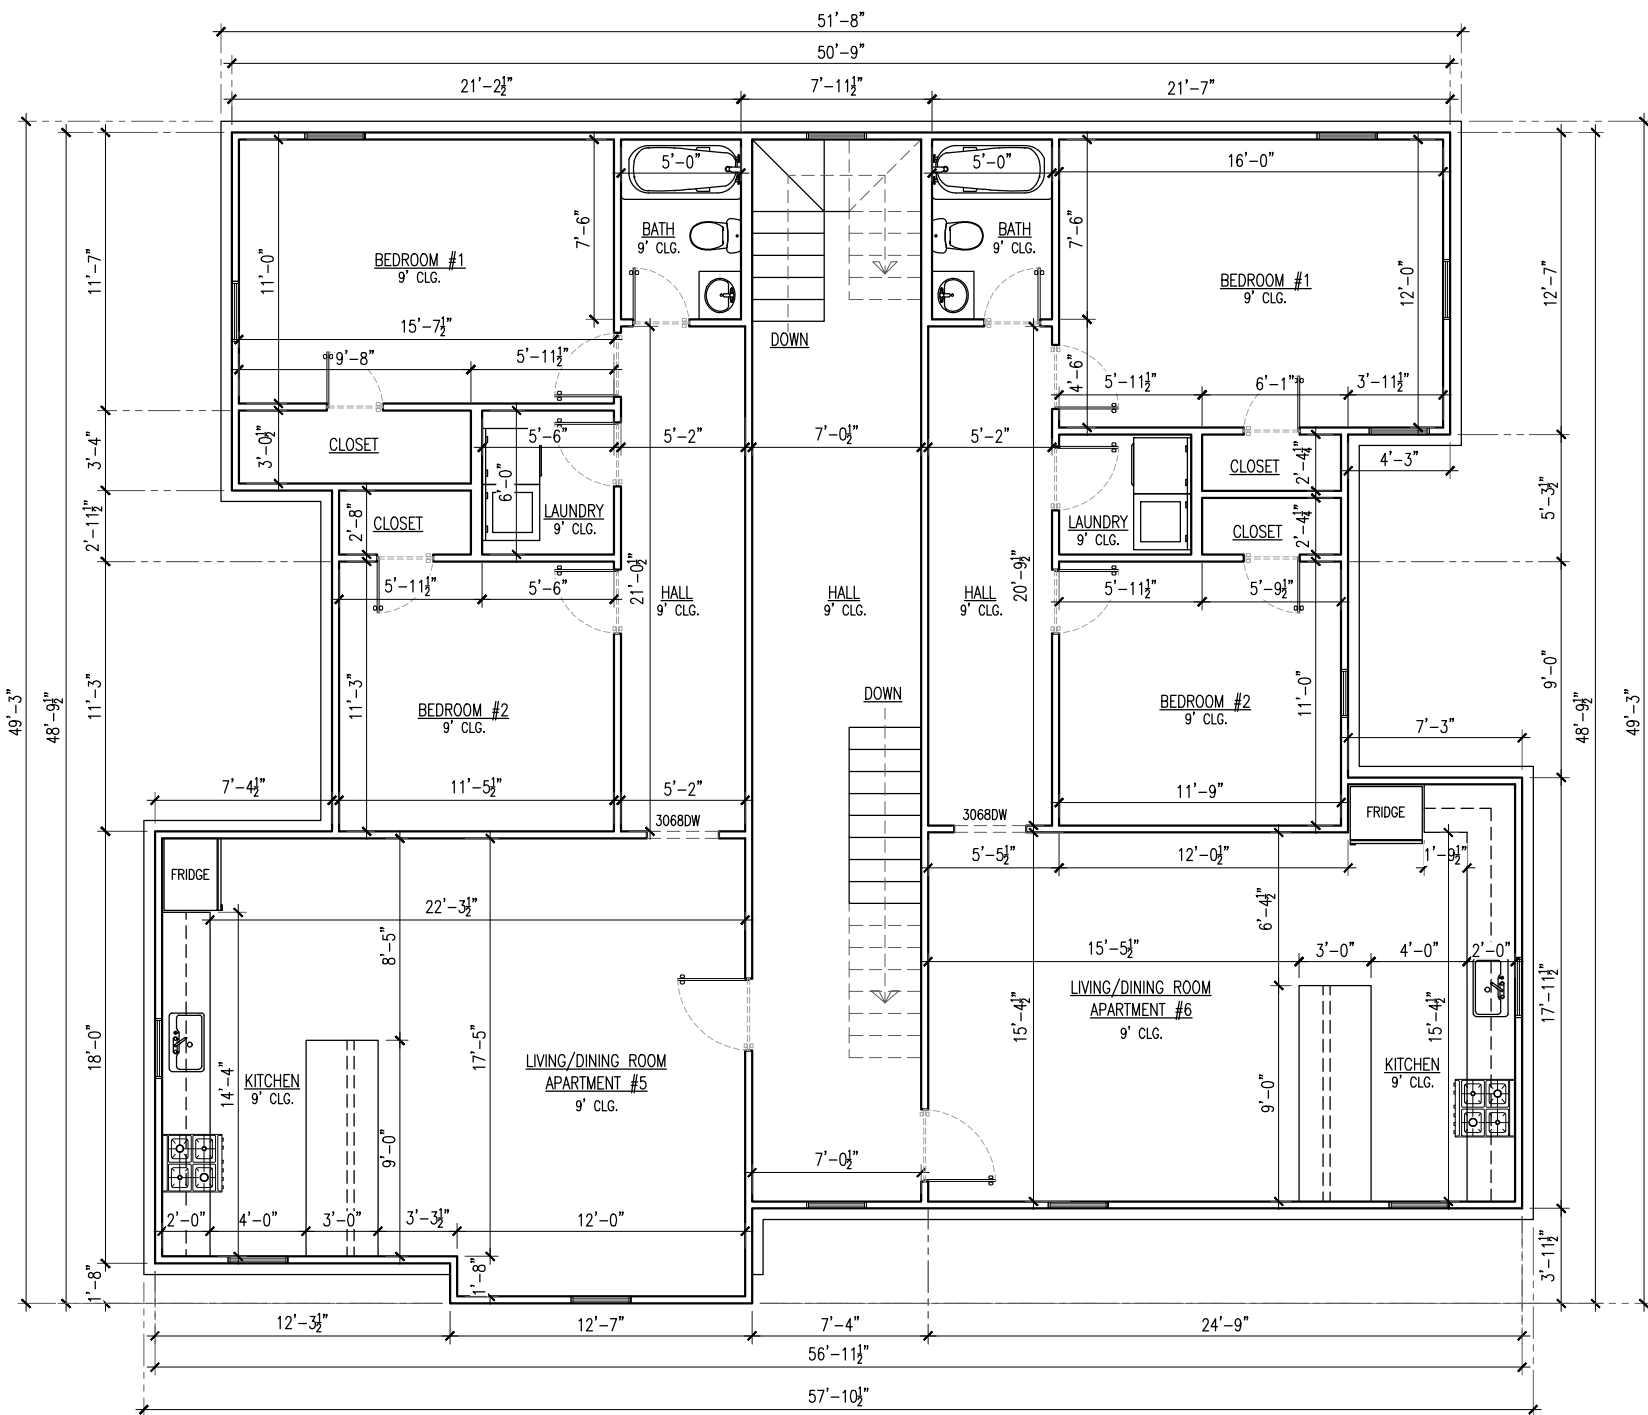 51'-8"
50'-9"
21'-2½" 7'-11½" 21'-7"
5'-0" 5'-0" 16'-0"
BATH
9' CLG.
7'-6"
BATH
9' CLG.
7'-6"
11'-7"
11'-0"
BEDROOM #1
9' CLG.
BEDROOM #1
9' CLG.
12'-0"
12'-7"
15'-7½"
DOWN
9'-8" 5'-11½"
4'-6"
5'-11½" 6'-1" 3'-11½"
3'-4"
3'-0½"
CLOSET
5'-6" 5'-2" 7'-0½" 5'-2"
6'-0"
CLOSET
2'-4¼"
4'-3"
2'-11½"
2'-8"
CLOSET
LAUNDRY
9' CLG.
LAUNDRY
9' CLG.
CLOSET
2'-4¼"
5'-3½"
5'-11½" 5'-6"
21'-0½"
HALL
9' CLG.
HALL
9' CLG.
HALL
9' CLG.
20'-9½"
5'-11½" 5'-9½"
49'-3"
48'-9½"
11'-3"
11'-3"
BEDROOM #2
9' CLG.
DOWN
BEDROOM #2
9' CLG.
11'-0"
9'-0"
48'-9½"
49'-3"
7'-3"
7'-4½" 11'-5½" 5'-2" 11'-9"
3068DW 3068DW
FRIDGE
FRIDGE
5'-5½" 12'-0½" 1'-9½"
22'-3½"
8'-5"
6'-4½"
15'-5½" 3'-0" 4'-0" 2'-0"
LIVING/DINING ROOM
APARTMENT #6
9' CLG.
15'-4½"
15'-4½"
17'-11½"
18'-0"
14'-4"
KITCHEN
9' CLG.
17'-5"
LIVING/DINING ROOM
APARTMENT #5
9' CLG.
9'-0"
KITCHEN
9' CLG.
9'-0"
7'-0½"
2'-0" 4'-0" 3'-0" 3'-3½" 12'-0"
1'-8"
1'-8"
3'-11½"
12'-3½" 12'-7" 7'-4" 24'-9"
56'-11½"
57'-10½"